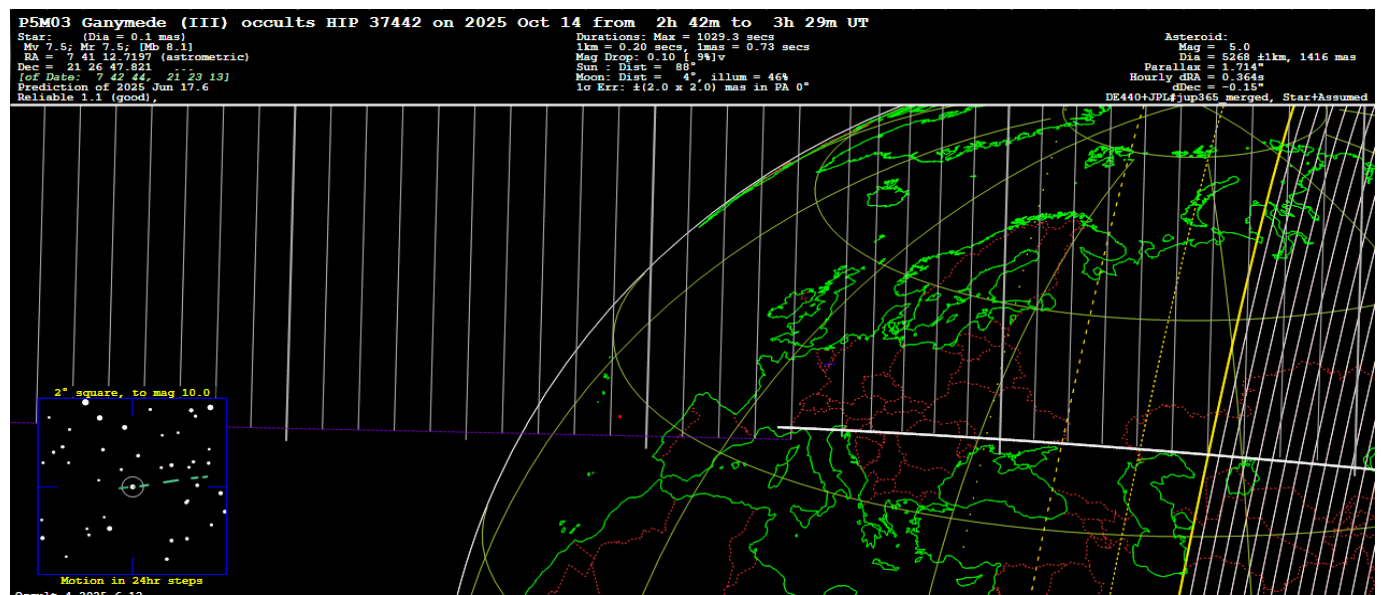 P5M03 Ganymede (III) occults HIP 37442 on 2025 Oct 14 from 2h 42m to 3h 29m UT
Star: (Dia = 0.1 mas)
Mv 7.5; Mr 7.5; [Mb 8.1]
RA = 7 41 12.7197 (astrometric)
Dec = 21 26 47.821 ...
[of Date: 7 42 44, 21 23 13]
Prediction of 2025 Jun 17.6
Reliable 1.1 (good),
Durations: Max = 1029.3 secs
1km = 0.20 secs, 1mas = 0.73 secs
Mag Drop: 0.10 [ 9%]v
Sun : Dist = 88°
Moon: Dist = 4°, illum = 46%
1σ Err: ±(2.0 x 2.0) mas in PA 0°
Asteroid:
Mag = 5.0
Dia = 5268 ±1km, 1416 mas
Parallax = 1.714"
Hourly dRA = 0.364s
dDec = -0.15"
DE440+JPL#jup365_merged, Star+Assumed
2° square, to mag 10.0
Motion in 24hr steps